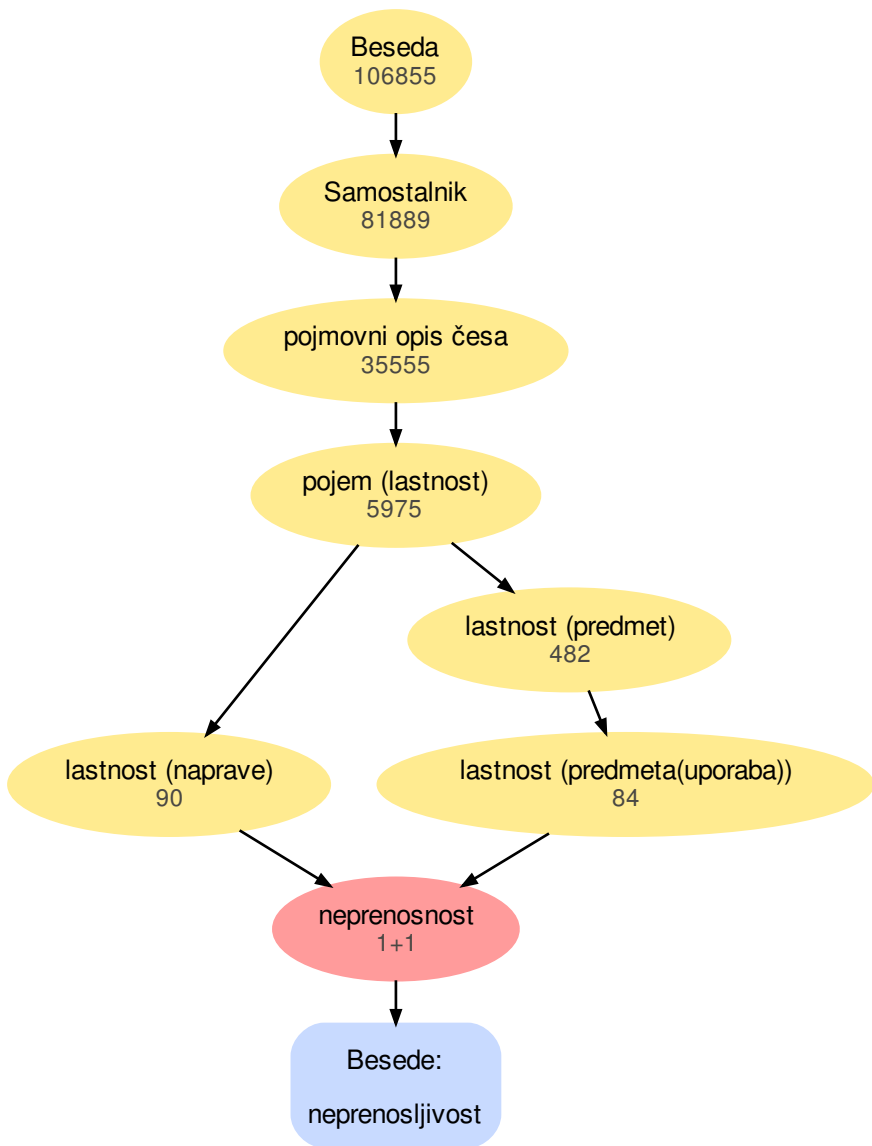 Beseda
106855
Samostalnik
81889
pojmovni opis česa
35555
pojem (lastnost)
5975
lastnost (predmet)
482
lastnost (naprave)
90
lastnost (predmeta(uporaba))
84
neprenosnost
1+1
Besede:
neprenosljivost